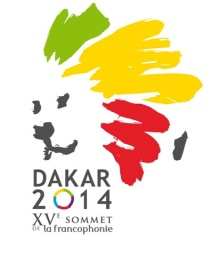 DAKAR
2014
XVE SOMMET
DE la francophonie